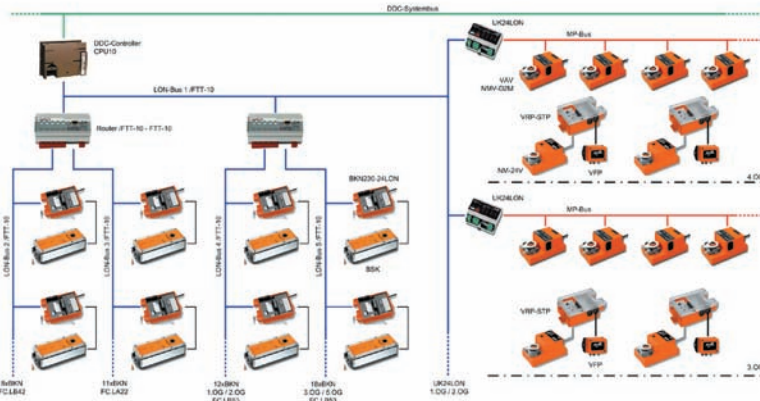 DDC-Systembus
UK24LON
MP-Bus
DDC-Controller
CPU10
VAV
NMV-D2M
LON-Bus 1 /FTT-10
Router /FTT-10 - FTT-10
VRP-STP
NM-24V
VFP
4.OG
BKN230-24LON
UK24LON
MP-Bus
LON-Bus 2 /FTT-10
LON-Bus 3 /FTT-10
LON-Bus 4 /FTT-10
LON-Bus 5 /FTT-10
BSK
VRP-STP
VFP
3.OG
11xBKN
FC.LA22
12xBKN
1.OG / 2.OG
3.OG / 5.OG
UK24LON
1.OG / 2.OG